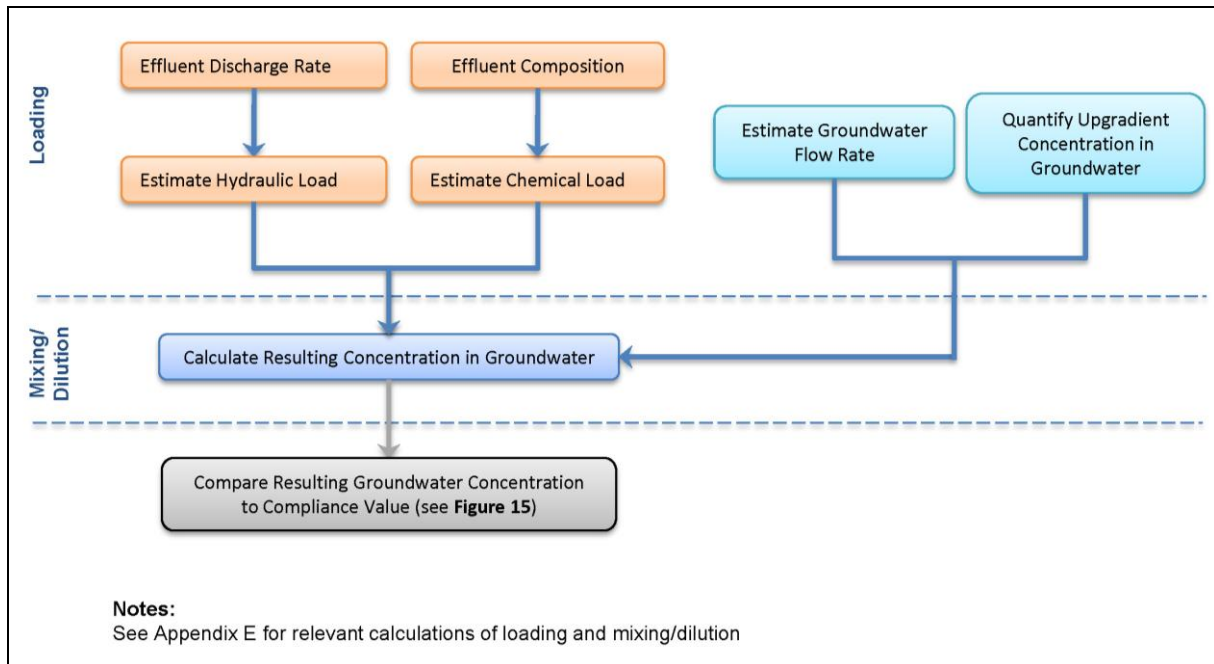 Loading
Effluent Discharge Rate
Effluent Composition
Estimate Groundwater
Flow Rate
Quantify Upgradient
Concentration in
Groundwater
Estimate Hydraulic Load
Estimate Chemical Load
Mixing/
Dilution
Calculate Resulting Concentration in Groundwater
Compare Resulting Groundwater Concentration
to Compliance Value (see Figure 15)
Notes:
See Appendix E for relevant calculations of loading and mixing/dilution